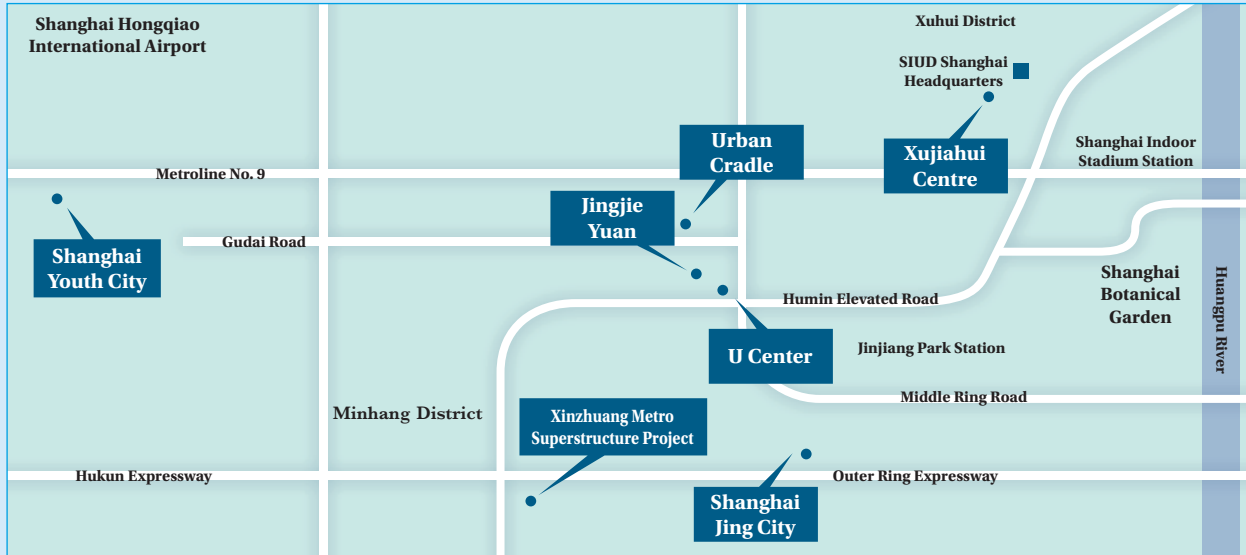 Shanghai Hongqiao
International Airport
Xuhui District
SIUD Shanghai
Headquarters
Urban
Cradle
Xujiahui
Centre
Shanghai Indoor
Stadium Station
Metroline No. 9
Jingjie
Yuan
Gudai Road
Shanghai
Youth City
Shanghai
Botanical
Garden
Huangpu River
Humin Elevated Road
U Center
Jinjiang Park Station
Middle Ring Road
Minhang District
Xinzhuang Metro
Superstructure Project
Hukun Expressway
Outer Ring Expressway
Shanghai
Jing City